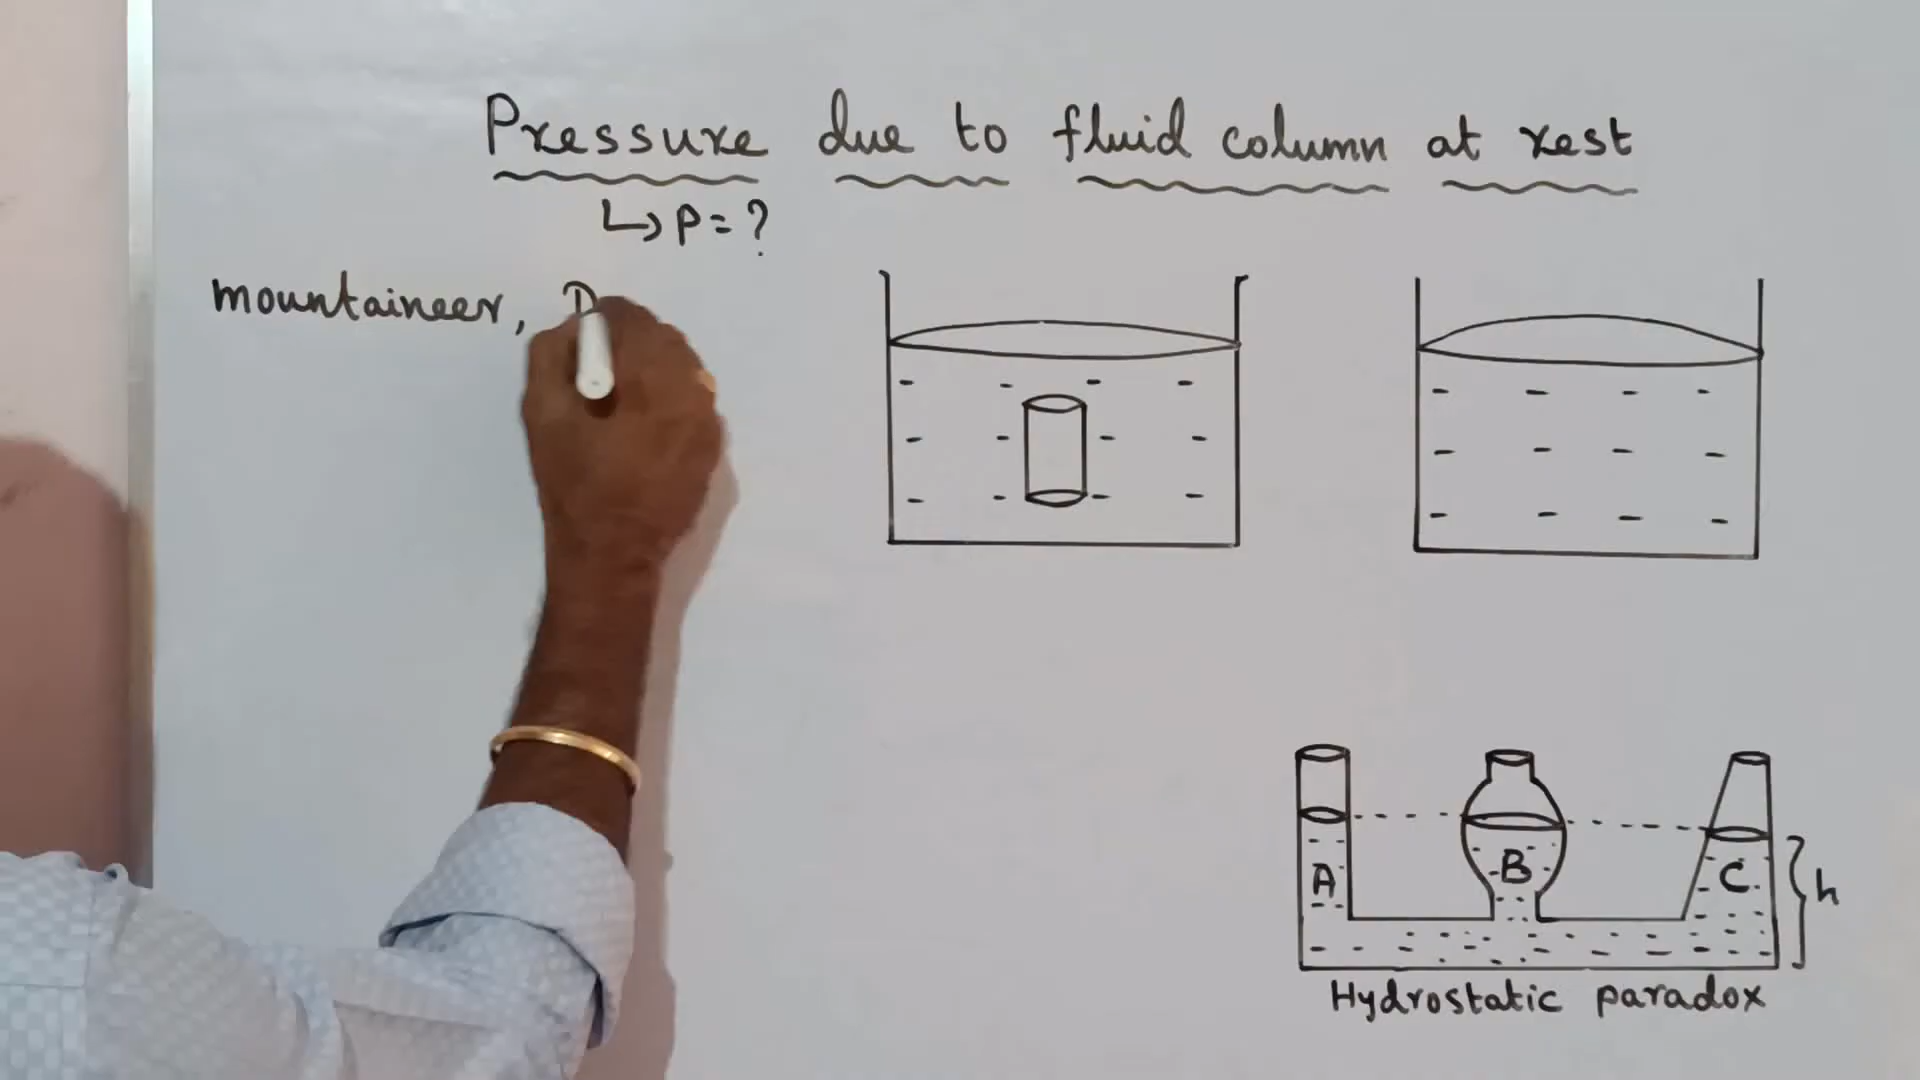 Pressure due to fluid column at rest
↳ P = ?
mountaineer, D
A
B
C
h
Hydrostatic paradox